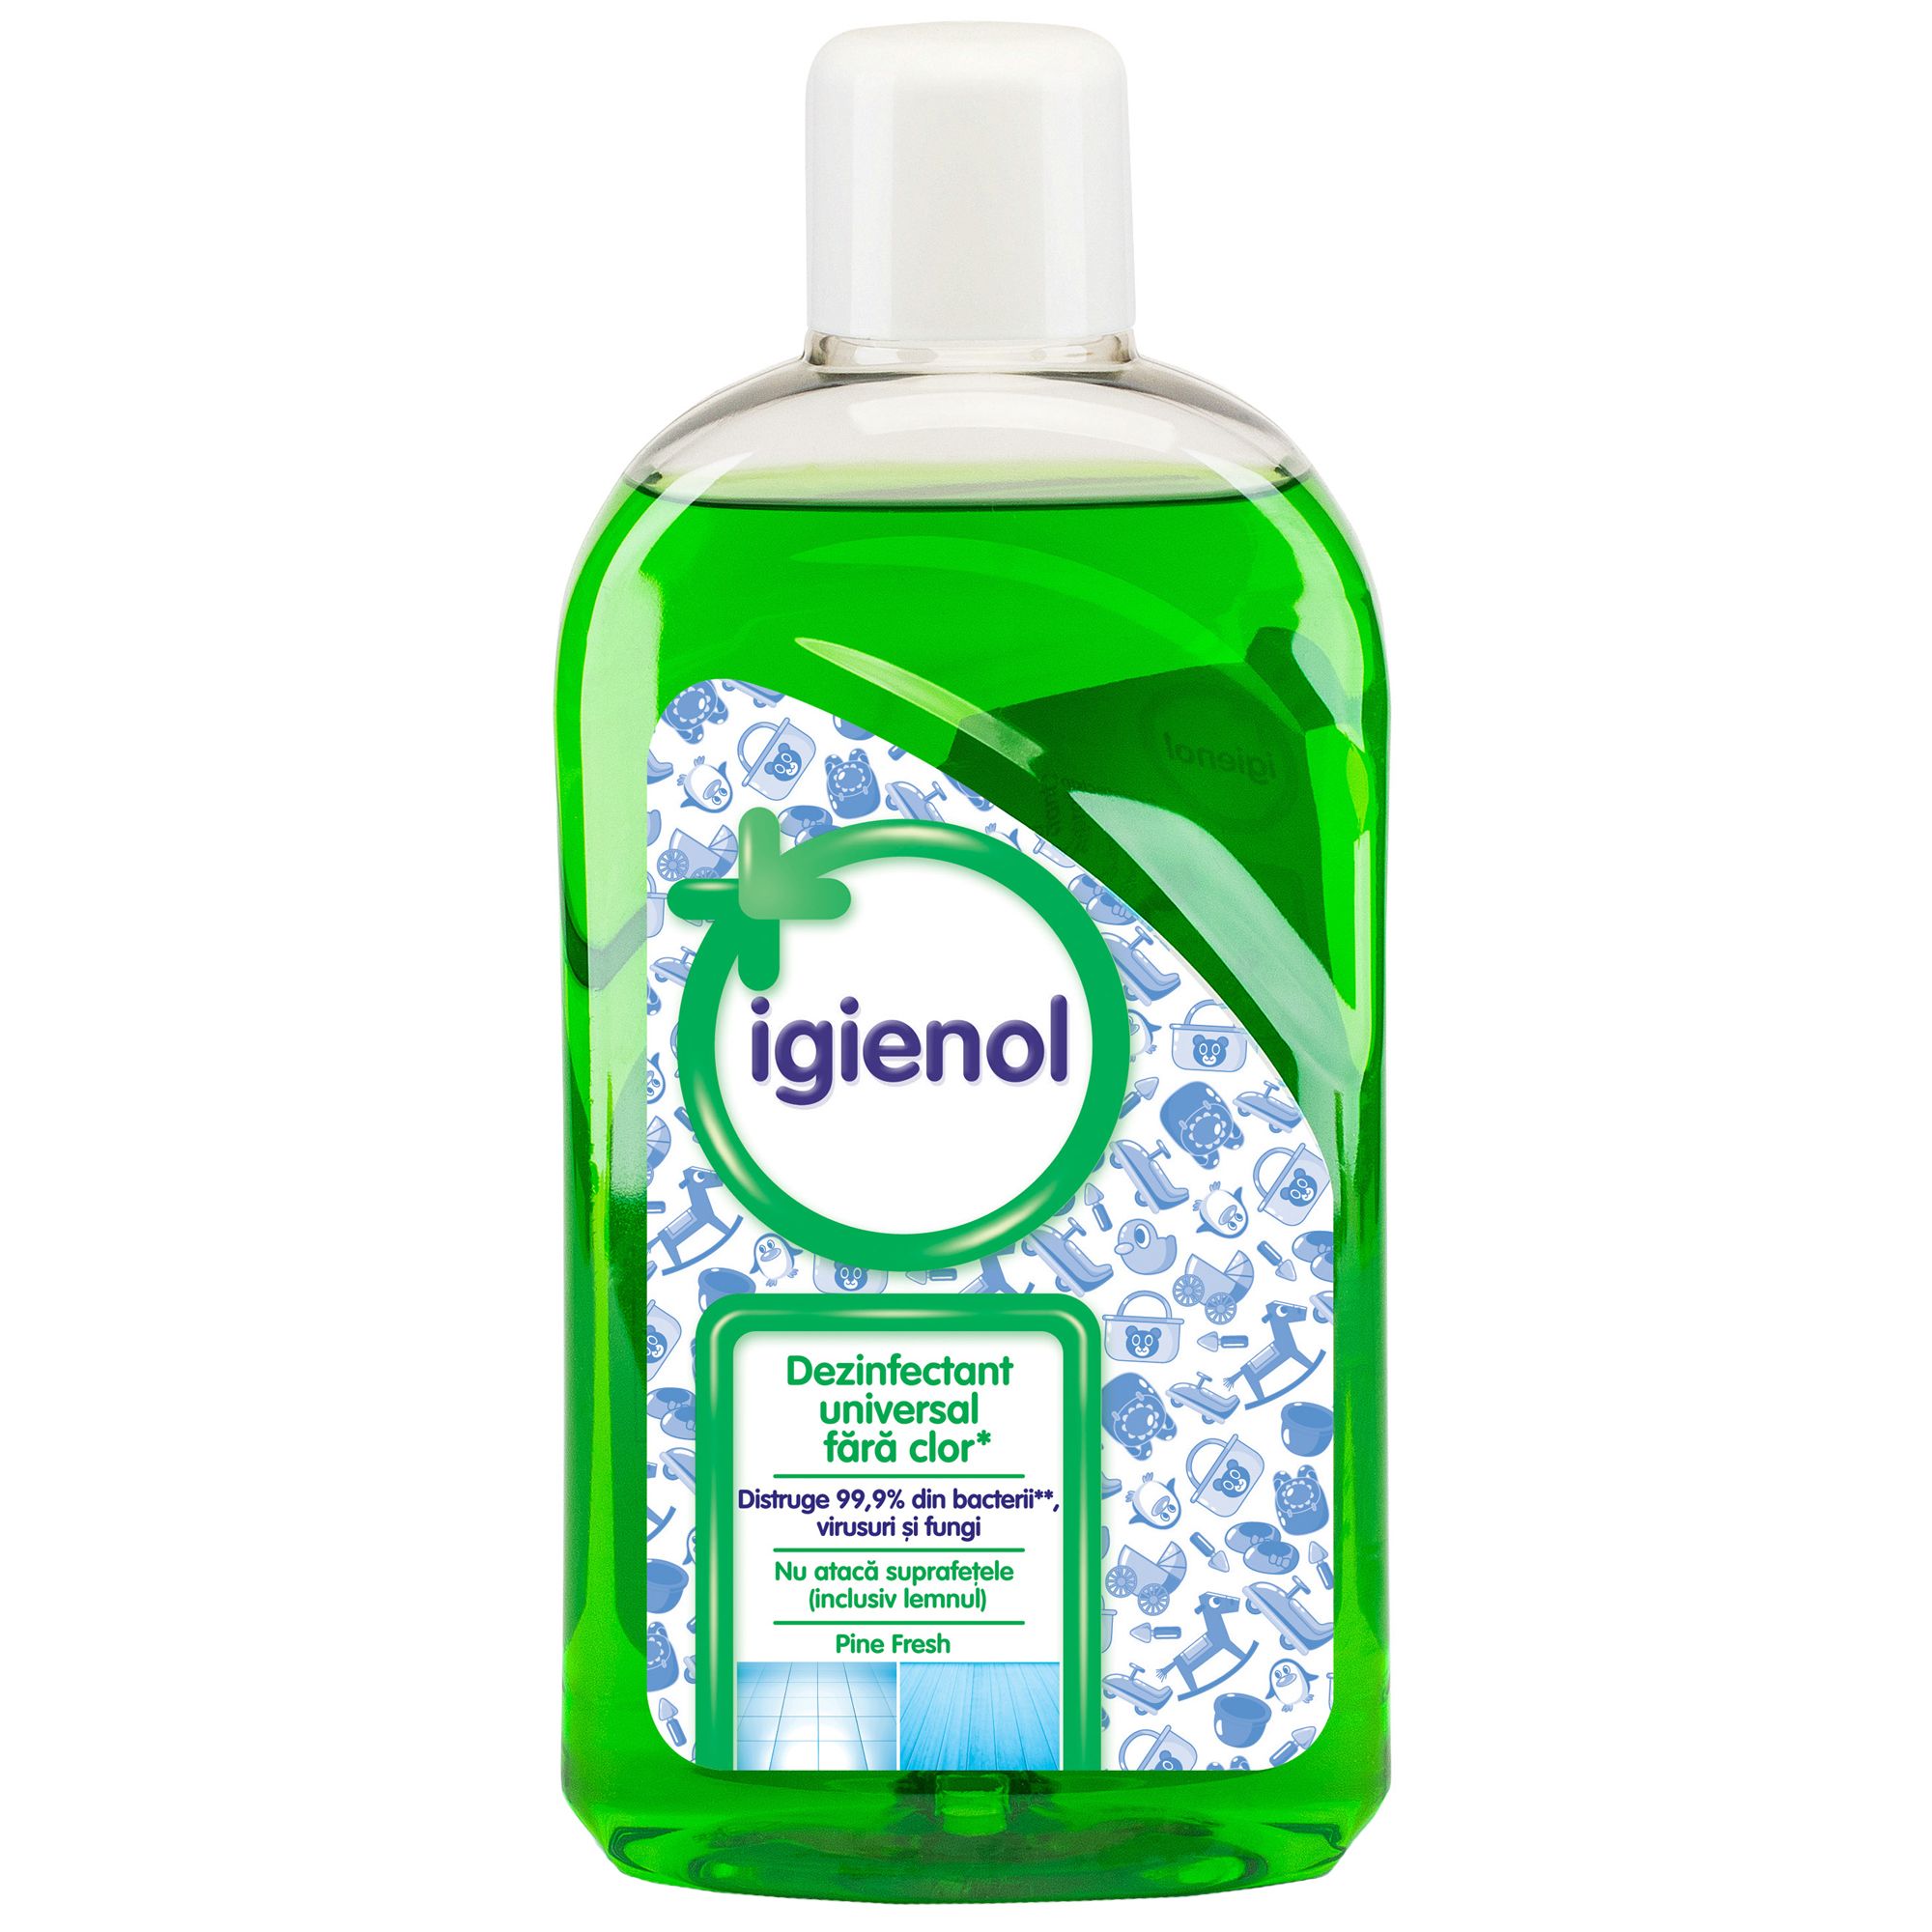 igienol
Dezinfectant
universal
fără clor*
Distruge 99,9% din bacterii**,
virusuri și fungi
Nu atacă suprafețele
(inclusiv lemnul)
Pine Fresh
igienol